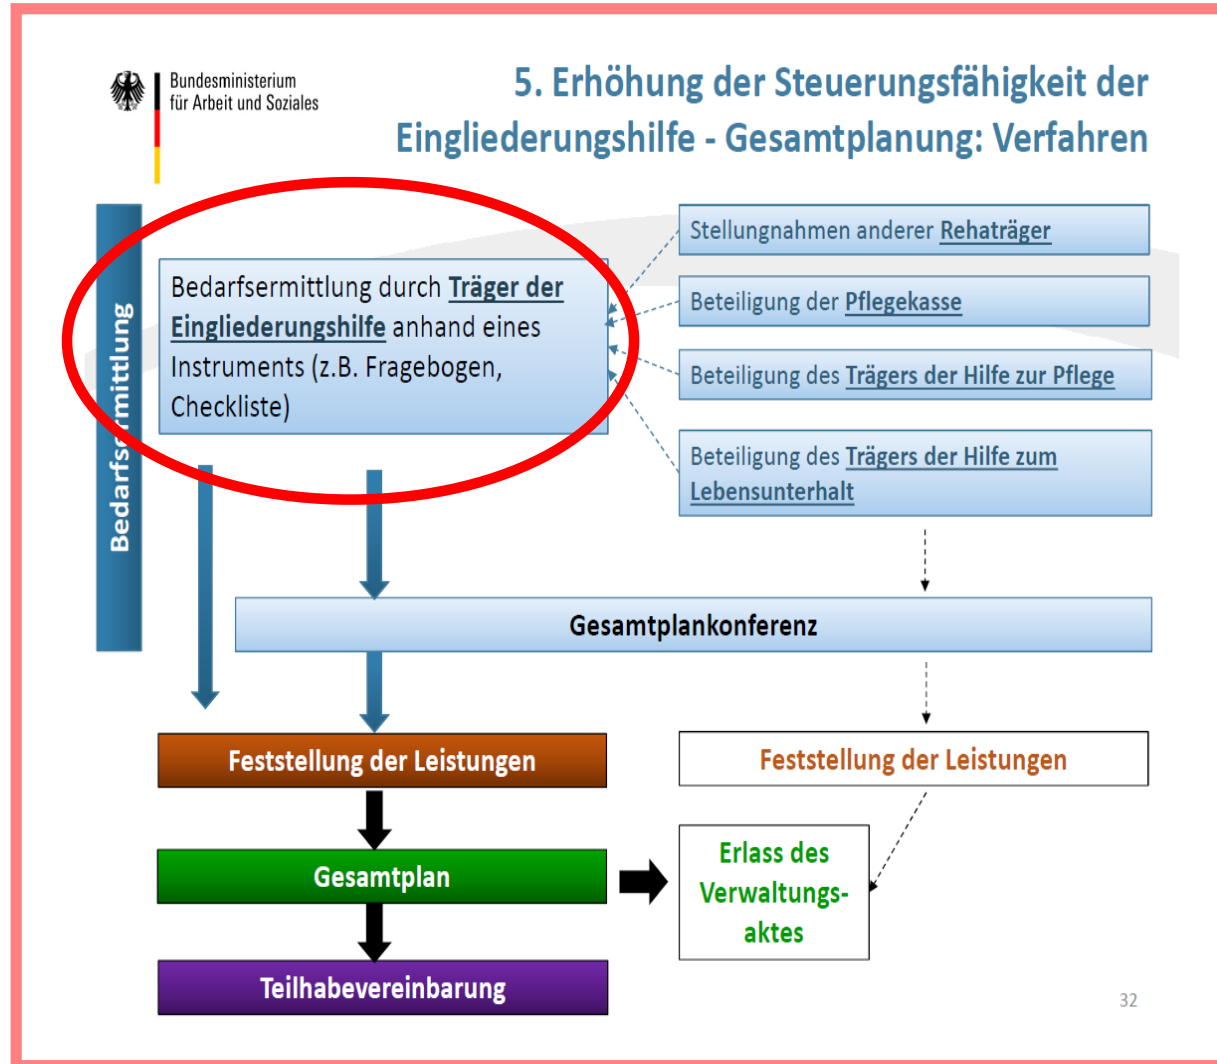 Bundesministerium
für Arbeit und Soziales
5. Erhöhung der Steuerungsfähigkeit der
Eingliederungshilfe - Gesamtplanung: Verfahren
Bedarfsermittlung
Bedarfsermittlung durch Träger der
Eingliederungshilfe anhand eines
Instruments (z.B. Fragebogen,
Checkliste)
Stellungnahmen anderer Rehaträger
Beteiligung der Pflegekasse
Beteiligung des Trägers der Hilfe zur Pflege
Beteiligung des Trägers der Hilfe zum
Lebensunterhalt
Gesamtplankonferenz
Feststellung der Leistungen
Feststellung der Leistungen
Gesamtplan
Erlass des
Verwaltungs-
aktes
Teilhabevereinbarung
32